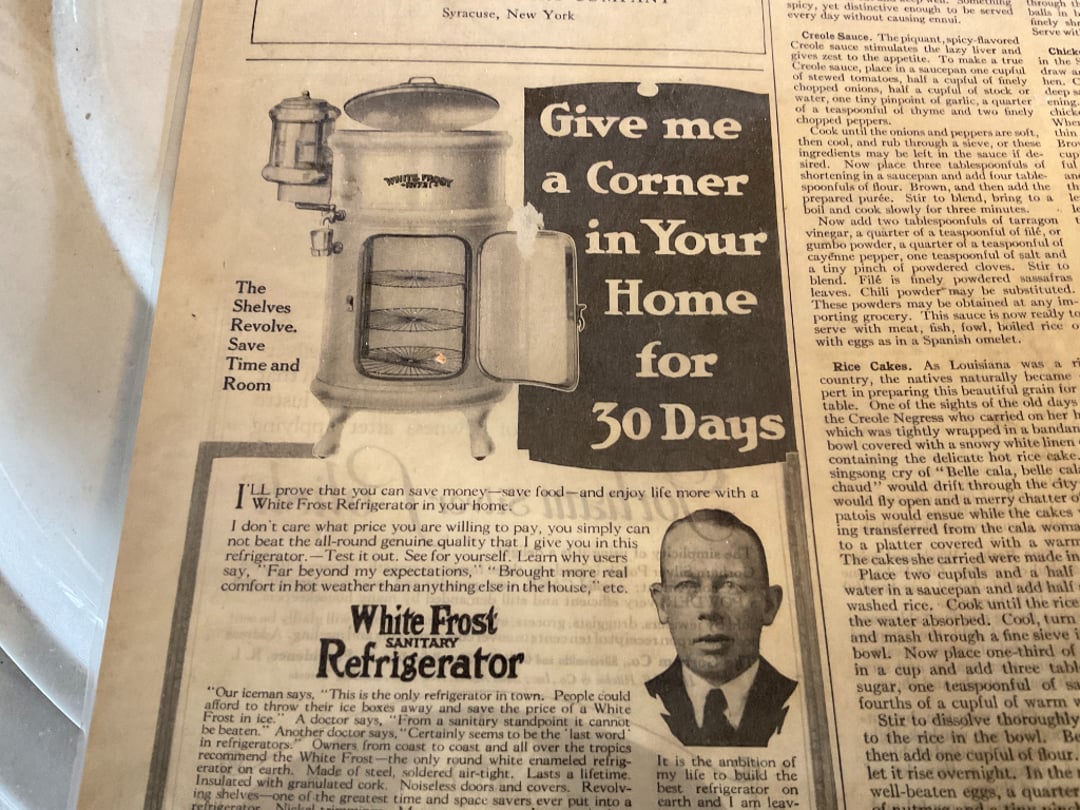 COMPANY
Syracuse, New York
WHITE FROST
Give me
a Corner
in Your
Home
for
30 Days
The
Shelves
Revolve.
Save
Time and
Room
I'LL prove that you can save money—save food—and enjoy life more with a
White Frost Refrigerator in your home.
I don't care what price you are willing to pay, you simply can
not beat the all-round genuine quality that I give you in this
refrigerator.—Test it out. See for yourself. Learn why users
say, "Far beyond my expectations," "Brought more real
comfort in hot weather than anything else in the house," etc.
White Frost
SANITARY
Refrigerator
"Our iceman says, "This is the only refrigerator in town. People could
afford to throw their ice boxes away and save the price of a White
Frost in ice." A doctor says, "From a sanitary standpoint it cannot
be beaten." Another doctor says, "Certainly seems to be the 'last word'
in refrigerators." Owners from coast to coast and all over the tropics
recommend the White Frost—the only round white enameled refrig-
erator on earth. Made of steel, soldered air-tight. Lasts a lifetime.
Insulated with granulated cork. Noiseless doors and covers. Revolv-
ing shelves—one of the greatest time and space savers ever put into a
refrigerator.
It is the ambition of
my life to build the
best refrigerator on
earth and I am leav-
spicy, yet distinctive enough to be served
every day without causing ennui.
Creole Sauce. The piquant, spicy-flavored
Creole sauce stimulates the lazy liver and
gives zest to the appetite. To make a true
Creole sauce, place in a saucepan one cupful
of stewed tomatoes, half a cupful of finely
chopped onions, half a cupful of stock or
water, one tiny pinpoint of garlic, a quarter
of a teaspoonful of thyme and two finely
chopped peppers.
Cook until the onions and peppers are soft,
then cool, and rub through a sieve, or these
ingredients may be left in the sauce if de-
sired. Now place three tablespoonfuls of
shortening in a saucepan and add four table-
spoonfuls of flour. Brown, and then add the
prepared purée. Stir to blend, bring to a
boil and cook slowly for three minutes.
Now add two tablespoonfuls of tarragon
vinegar, a quarter of a teaspoonful of filé, or
gumbo powder, a quarter of a teaspoonful of
cayenne pepper, one teaspoonful of salt and
a tiny pinch of powdered cloves. Stir to
blend. Filé is finely powdered sassafras
leaves. Chili powder may be substituted.
These powders may be obtained at any im-
porting grocery. This sauce is now ready to
serve with meat, fish, fowl, boiled rice o
with eggs as in a Spanish omelet.
Rice Cakes. As Louisiana was a ri
country, the natives naturally became
pert in preparing this beautiful grain for
table. One of the sights of the old days
the Creole Negress who carried on her h
which was tightly wrapped in a bandan
bowl covered with a snowy white linen
containing the delicate hot rice cake.
singsong cry of "Belle cala, belle cala
chaud" would drift through the city
would fly open and a merry chatter o
patois would ensue while the cakes
ing transferred from the cala woma
to a platter covered with a warm
The cakes she carried were made in
Place two cupfuls and a half
water in a saucepan and add half
washed rice. Cook until the rice
the water absorbed. Cool, turn
and mash through a fine sieve i
bowl. Now place one-third of
in a cup and add three tabl
sugar, one teaspoonful of sa
fourths of a cupful of warm w
Stir to dissolve thoroughly
to the rice in the bowl. Be
then add one cupful of flour.
let it rise overnight. In the
well-beaten eggs, a quarter
through th
balls in
finely
Serve wit
Chick
in the
draw a
hen. C
deep s
ening.
chick
Whe
thin
Bro
cup
ful
an
th
le